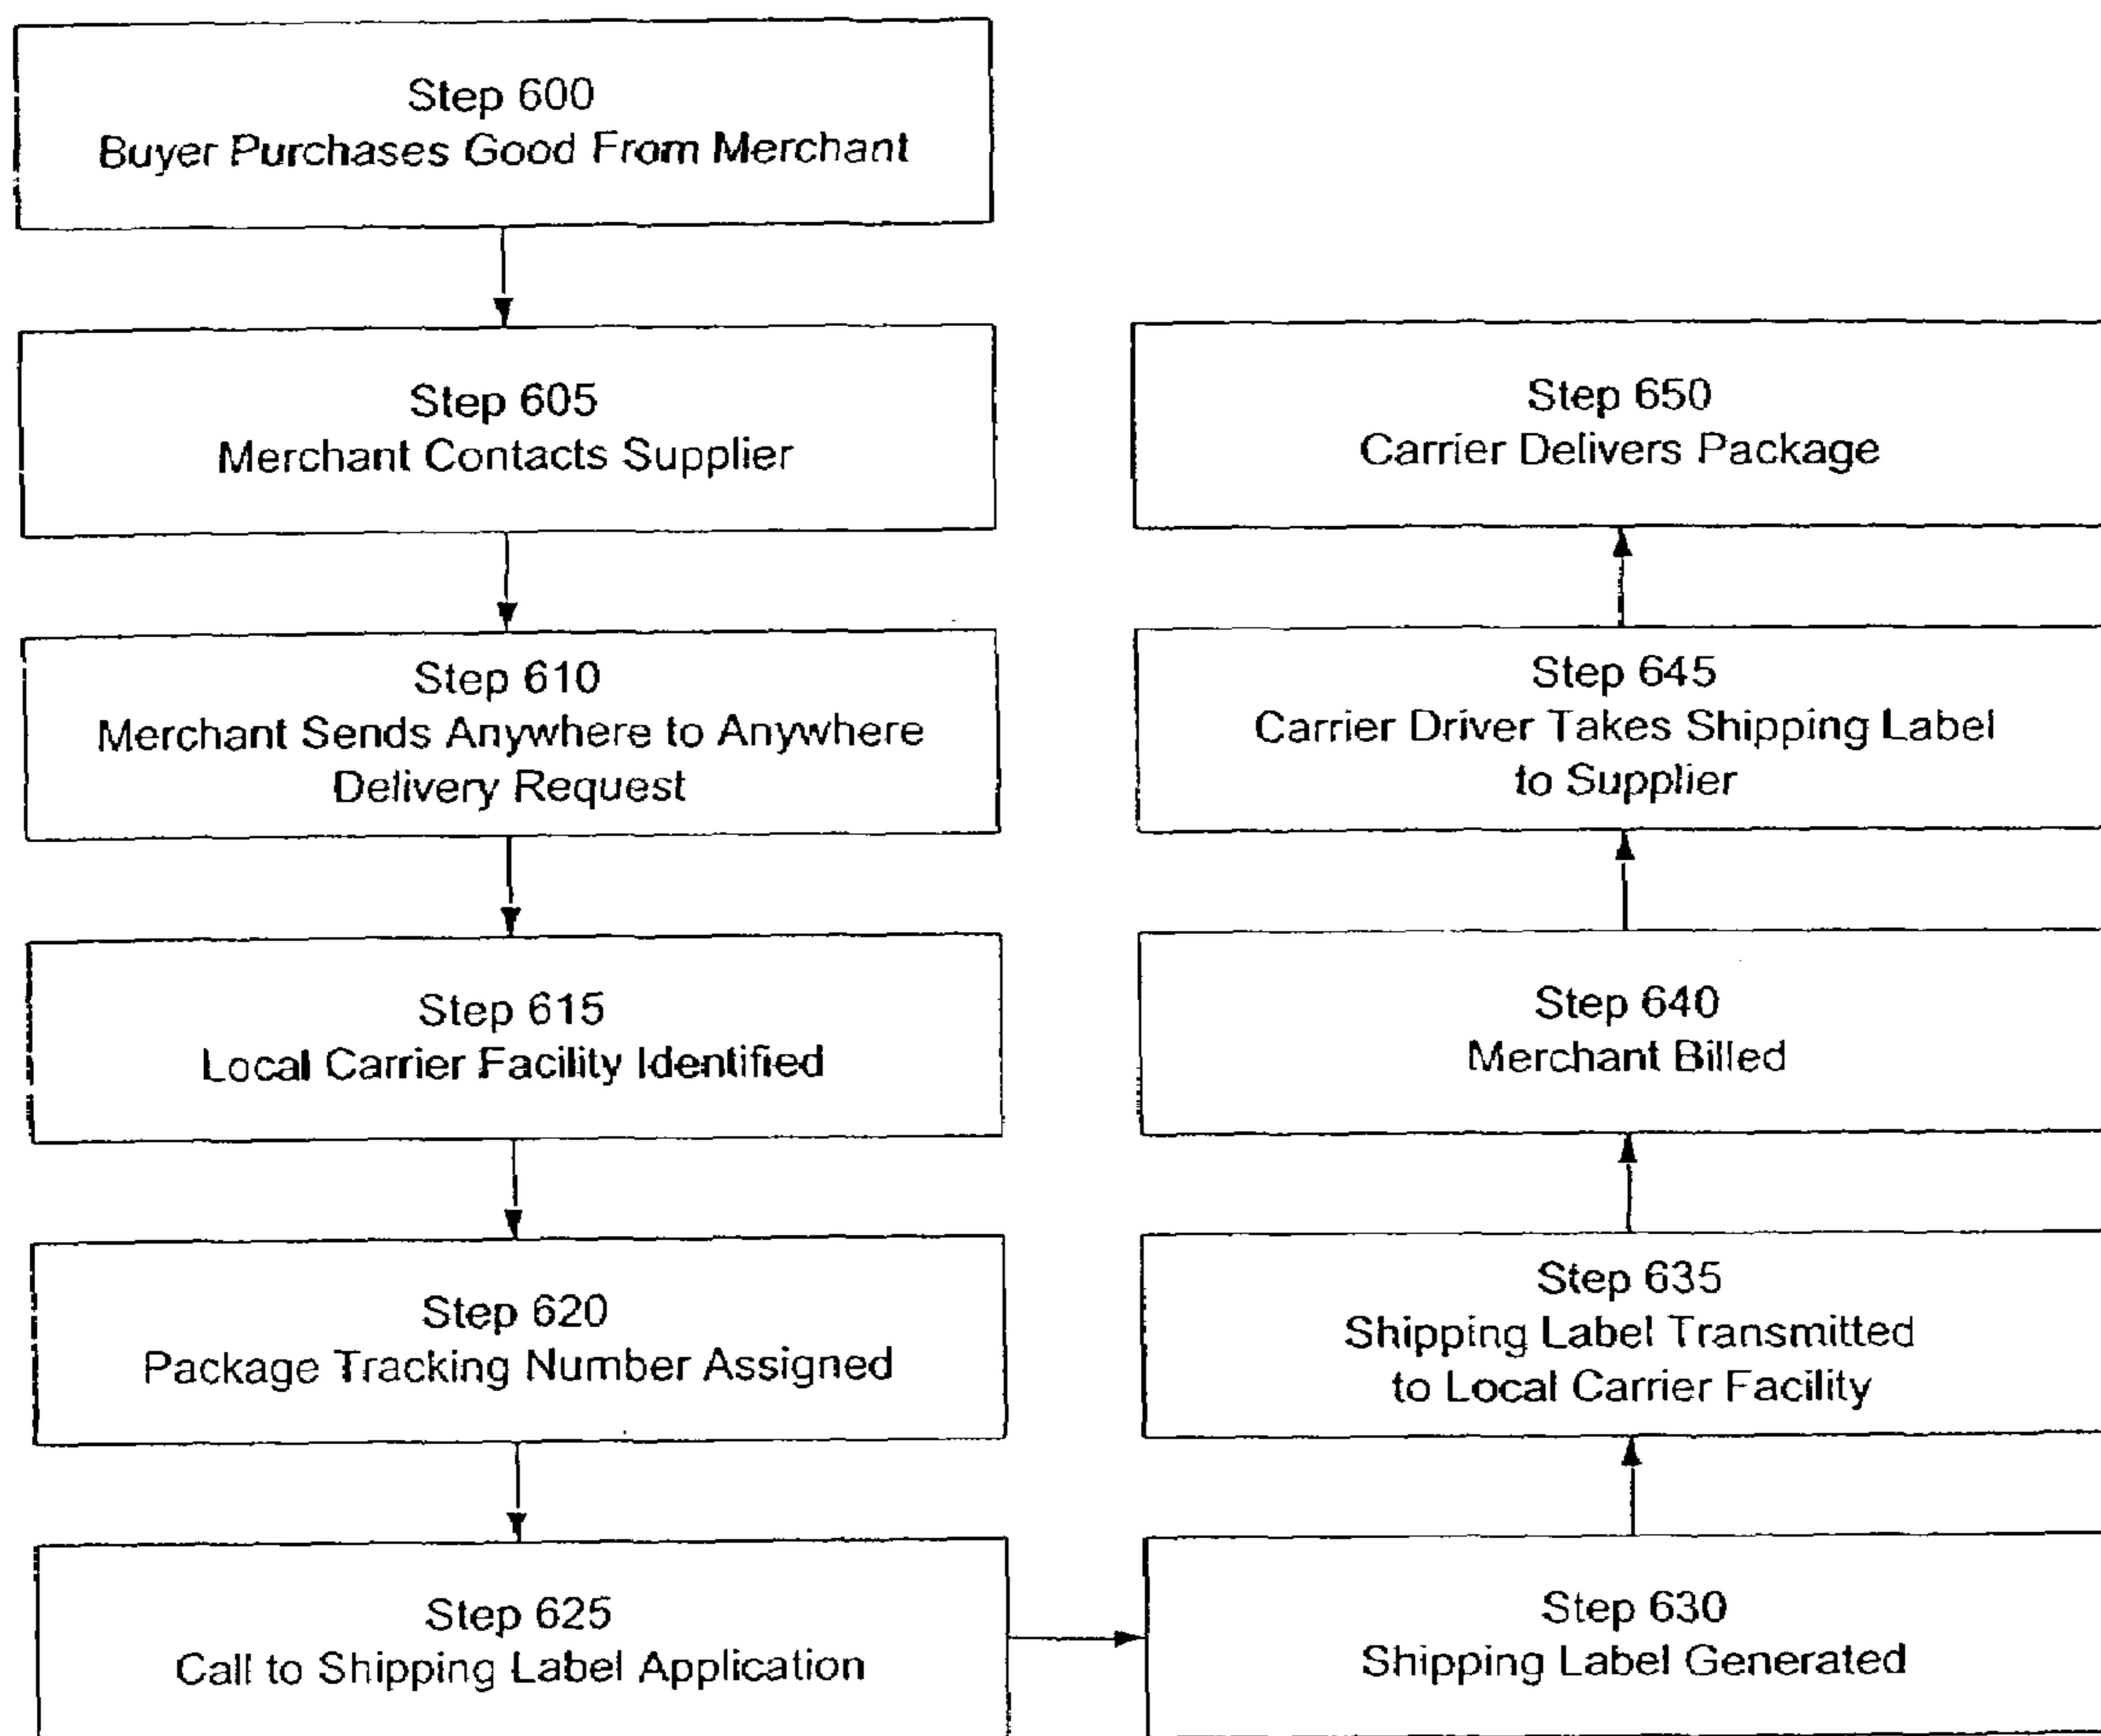 Step 600
Buyer Purchases Good From Merchant
Step 605
Merchant Contacts Supplier
Step 610
Merchant Sends Anywhere to Anywhere
Delivery Request
Step 615
Local Carrier Facility Identified
Step 620
Package Tracking Number Assigned
Step 625
Call to Shipping Label Application
Step 630
Shipping Label Generated
Step 635
Shipping Label Transmitted
to Local Carrier Facility
Step 640
Merchant Billed
Step 645
Carrier Driver Takes Shipping Label
to Supplier
Step 650
Carrier Delivers Package